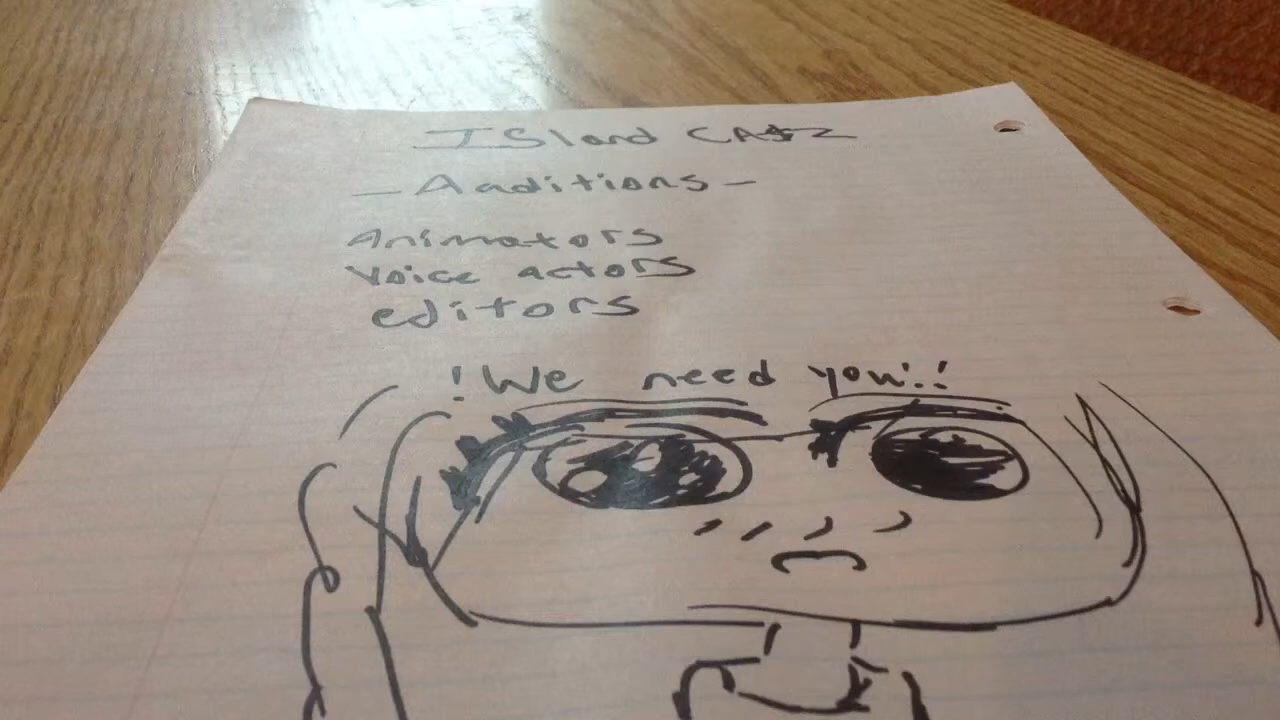 ISland CAtZ
- Auditions -
Animators
Voice actors
editors
! We need you!!